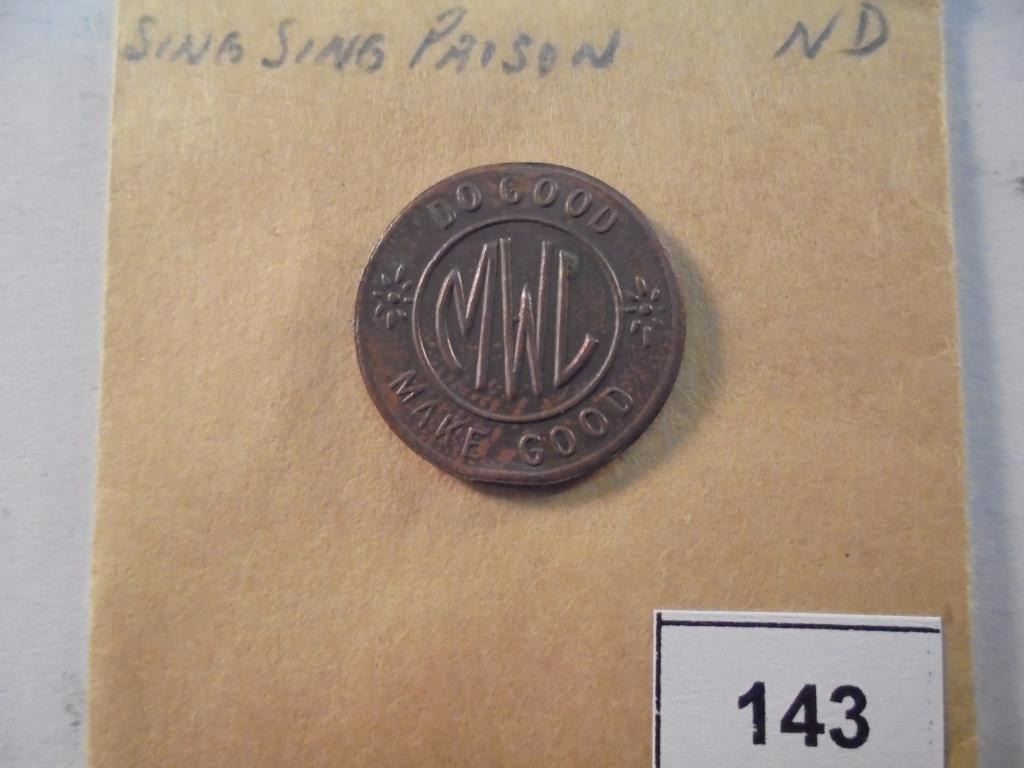 SING SING PRISON ND
DO GOOD
MWL
MAKE GOOD
143